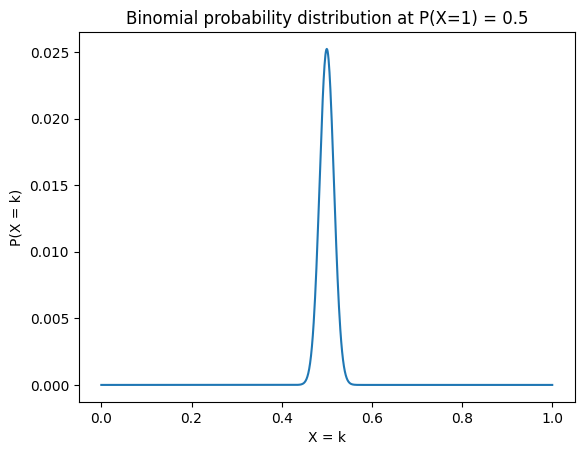 Binomial probability distribution at P(X=1) = 0.5
0.025
0.020
0.015
0.010
0.005
0.000
P(X = k)
0.0 0.2 0.4 0.6 0.8 1.0
X = k